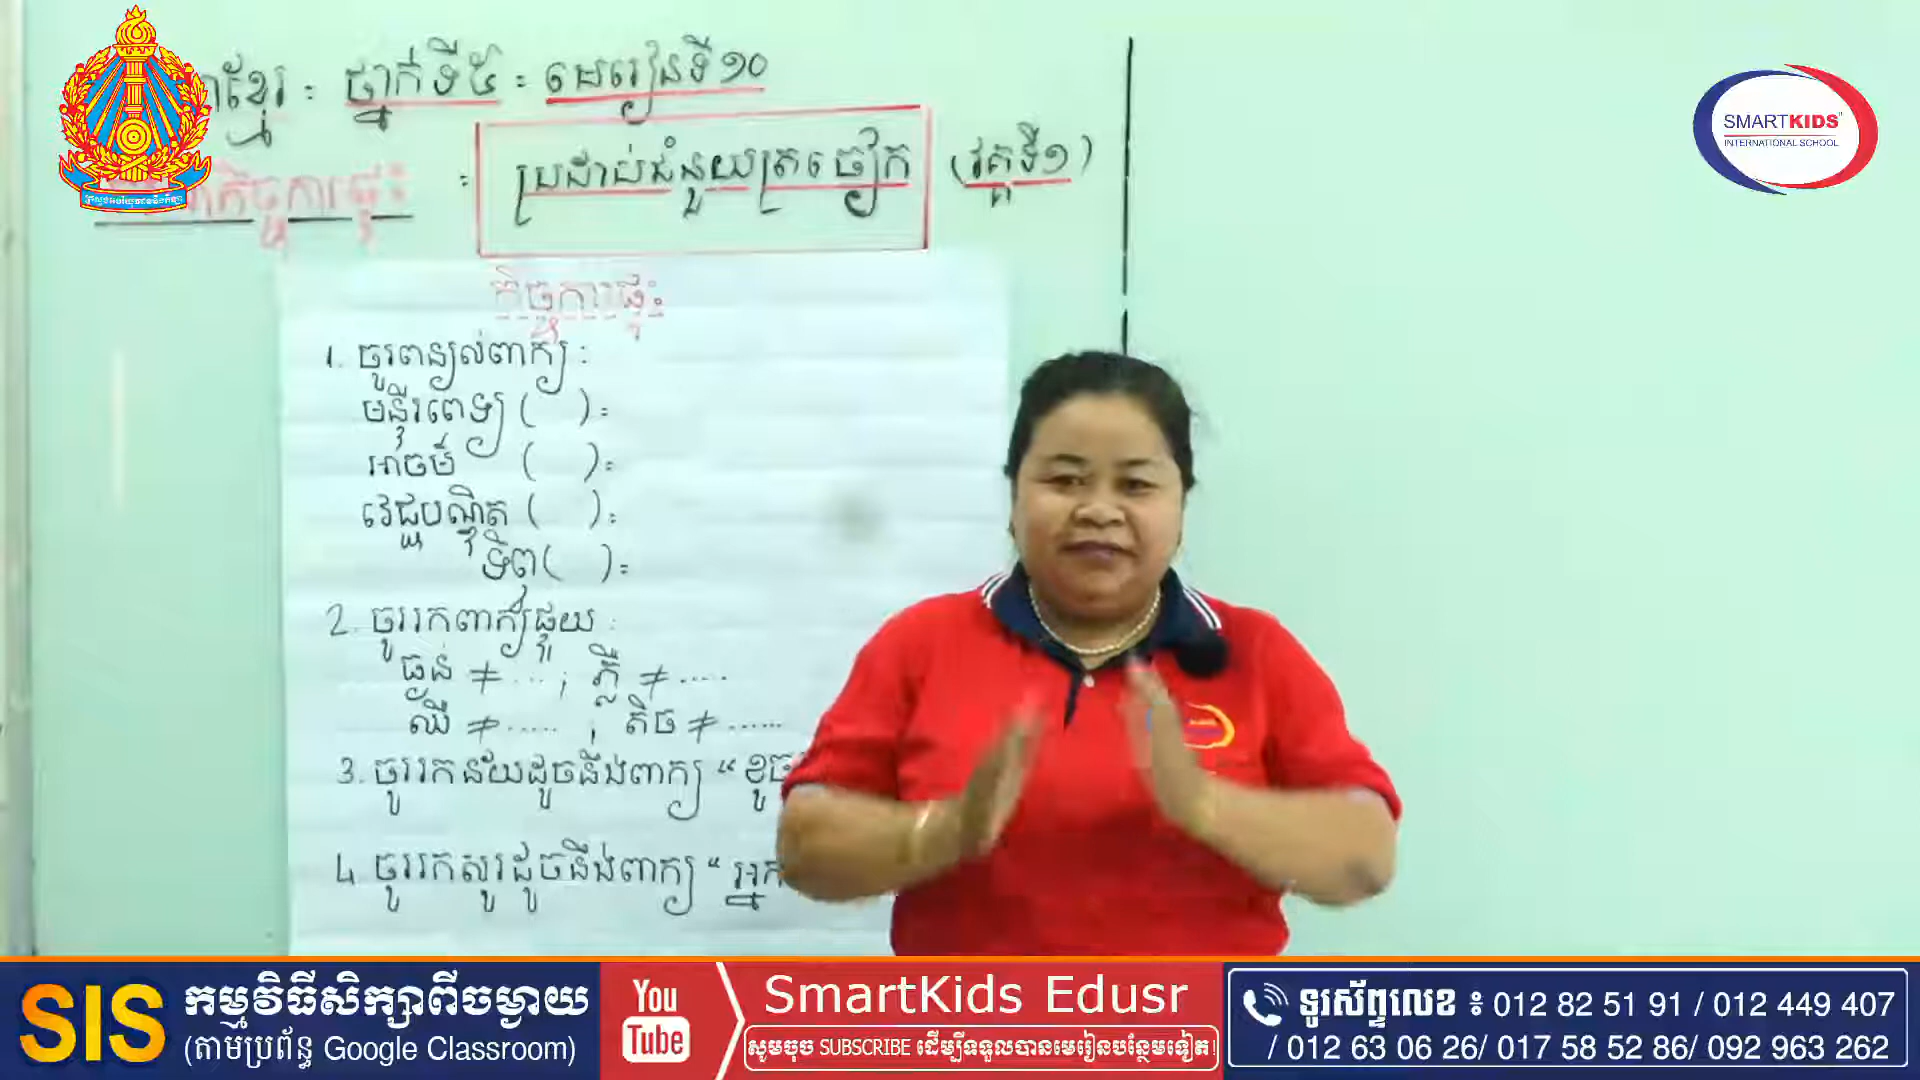 ខ្មែរ : ថ្នាក់ទី៥ : មេរៀនទី១០
កិច្ចការផ្ទះ : ប្រដាប់ជំនួយត្រចៀក (វគ្គទី១)
SMARTKIDS
INTERNATIONAL SCHOOL
កិច្ចការផ្ទះ
1. ចូរពន្យល់ពាក្យ :
មន្ទីរពេទ្យ ( ) :
អាចម៍ ( ) :
វេជ្ជបណ្ឌិត ( ) :
ទិព្វ ( ) :
2. ចូររកពាក្យផ្ទុយ :
ធ្ងន់ ≠ ... ; ភ្លឺ ≠ .....
ឈឺ ≠ ..... ; តិច ≠ ......
3. ចូររកន័យដូចនឹងពាក្យ " ខូច
4. ចូររកសូរដូចនឹងពាក្យ " អ្នក
SIS កម្មវិធីសិក្សាពីចម្ងាយ
(តាមប្រព័ន្ធ Google Classroom)
You Tube
SmartKids Edusr
សូមចុច SUBSCRIBE ដើម្បីទទួលបានមេរៀនបន្ថែមទៀត!
ទូរស័ព្ទលេខ ៖ 012 82 51 91 / 012 449 407
/ 012 63 06 26/ 017 58 52 86/ 092 963 262